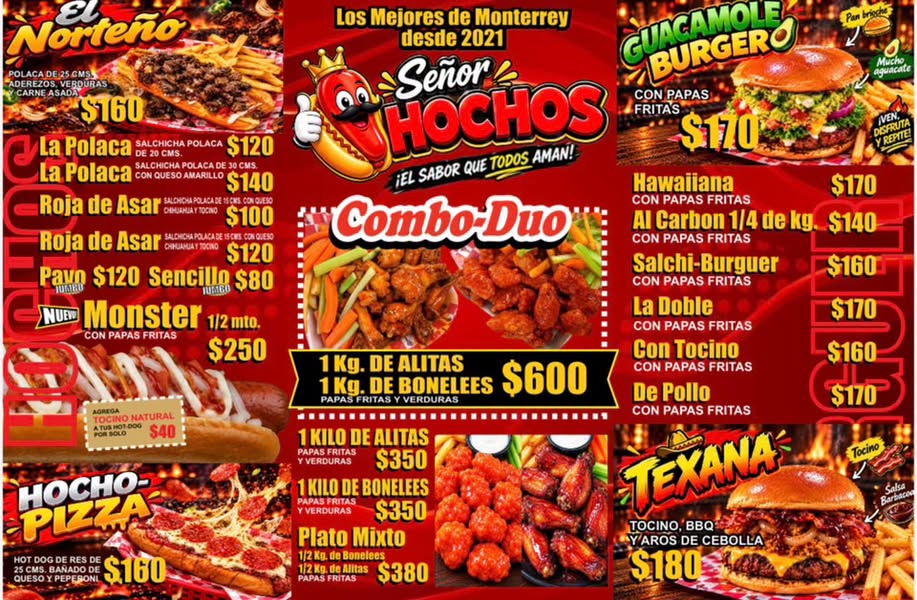 El
Norteño
POLACA DE 25 CMS.
ADEREZOS, VERDURAS
Y CARNE ASADA
$160
HOCHOS
La Polaca SALCHICHA POLACA
DE 20 CMS. $120
La Polaca SALCHICHA POLACA DE 30 CMS.
CON QUESO AMARILLO $140
Roja de Asar SALCHICHA POLACA DE 15 CMS. CON QUESO
CHIHUAHUA Y TOCINO $100
Roja de Asar SALCHICHA POLACA DE 15 CMS. CON QUESO
CHIHUAHUA Y TOCINO $120
Pavo JUMBO $120 Sencillo JUMBO $80
NUEVO Monster 1/2 mto.
CON PAPAS FRITAS
$250
AGREGA
TOCINO NATURAL
A TUS HOT-DOG
POR SOLO $40
HOCHO-
PIZZA
HOT DOG DE RES DE
25 CMS. BAÑADO DE
QUESO Y PEPERONI
$160
Los Mejores de Monterrey
desde 2021
Señor
HOCHOS
¡EL SABOR QUE TODOS AMAN!
Combo-Duo
1 Kg. DE ALITAS
1 Kg. DE BONELEES
PAPAS FRITAS Y VERDURAS
$600
1 KILO DE ALITAS
PAPAS FRITAS
Y VERDURAS $350
1 KILO DE BONELEES
PAPAS FRITAS
Y VERDURAS $350
Plato Mixto
1/2 Kg. de Bonelees
1/2 Kg. de Alitas
PAPAS FRITAS $380
GUACAMOLE
BURGER
Pan brioche
Mucho
aguacate
CON PAPAS
FRITAS
$170
¡VEN,
DISFRUTA
Y REPITE!
Hawaiiana $170
CON PAPAS FRITAS
Al Carbon 1/4 de kg. $140
CON PAPAS FRITAS
Salchi-Burguer $160
CON PAPAS FRITAS
La Doble $170
CON PAPAS FRITAS
Con Tocino $160
CON PAPAS FRITAS
De Pollo $170
CON PAPAS FRITAS
TEXANA
Tocino
Salsa
Barbacoa
TOCINO, BBQ
Y AROS DE CEBOLLA
$180